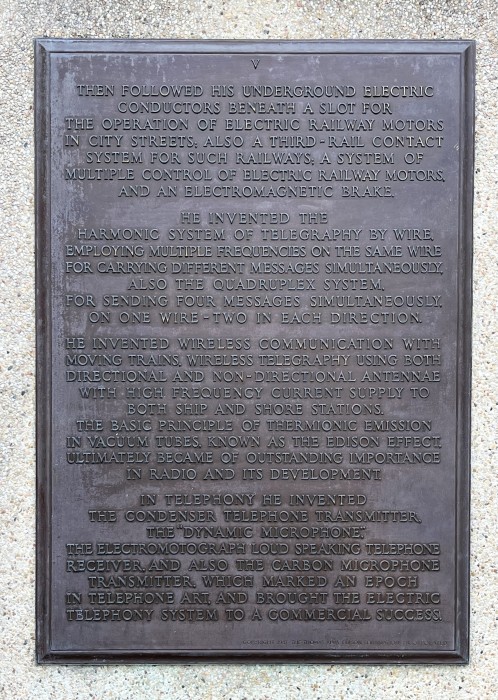 V
THEN FOLLOWED HIS UNDERGROUND ELECTRIC
CONDUCTORS BENEATH A SLOT FOR
THE OPERATION OF ELECTRIC RAILWAY MOTORS
IN CITY STREETS; ALSO A THIRD-RAIL CONTACT
SYSTEM FOR SUCH RAILWAYS; A SYSTEM OF
MULTIPLE CONTROL OF ELECTRIC RAILWAY MOTORS,
AND AN ELECTROMAGNETIC BRAKE.
HE INVENTED THE
HARMONIC SYSTEM OF TELEGRAPHY BY WIRE,
EMPLOYING MULTIPLE FREQUENCIES ON THE SAME WIRE
FOR CARRYING DIFFERENT MESSAGES SIMULTANEOUSLY,
ALSO THE QUADRUPLEX SYSTEM,
FOR SENDING FOUR MESSAGES SIMULTANEOUSLY,
ON ONE WIRE-TWO IN EACH DIRECTION.
HE INVENTED WIRELESS COMMUNICATION WITH
MOVING TRAINS, WIRELESS TELEGRAPHY USING BOTH
DIRECTIONAL AND NON-DIRECTIONAL ANTENNAE
WITH HIGH FREQUENCY CURRENT SUPPLY TO
BOTH SHIP AND SHORE STATIONS.
THE BASIC PRINCIPLE OF THERMIONIC EMISSION
IN VACUUM TUBES, KNOWN AS THE EDISON EFFECT,
ULTIMATELY BECAME OF OUTSTANDING IMPORTANCE
IN RADIO AND ITS DEVELOPMENT.
IN TELEPHONY HE INVENTED
THE CONDENSER TELEPHONE TRANSMITTER,
THE "DYNAMIC MICROPHONE",
THE ELECTROMOTOGRAPH LOUD SPEAKING TELEPHONE
RECEIVER, AND ALSO THE CARBON MICROPHONE
TRANSMITTER, WHICH MARKED AN EPOCH
IN TELEPHONE ART, AND BROUGHT THE ELECTRIC
TELEPHONY SYSTEM TO A COMMERCIAL SUCCESS.